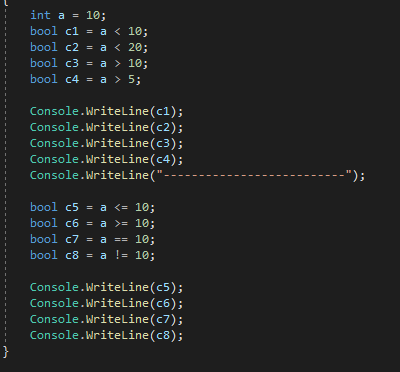 {
int a = 10;
bool c1 = a < 10;
bool c2 = a < 20;
bool c3 = a > 10;
bool c4 = a > 5;
Console.WriteLine(c1);
Console.WriteLine(c2);
Console.WriteLine(c3);
Console.WriteLine(c4);
Console.WriteLine("--------------------------");
bool c5 = a <= 10;
bool c6 = a >= 10;
bool c7 = a == 10;
bool c8 = a != 10;
Console.WriteLine(c5);
Console.WriteLine(c6);
Console.WriteLine(c7);
Console.WriteLine(c8);
}